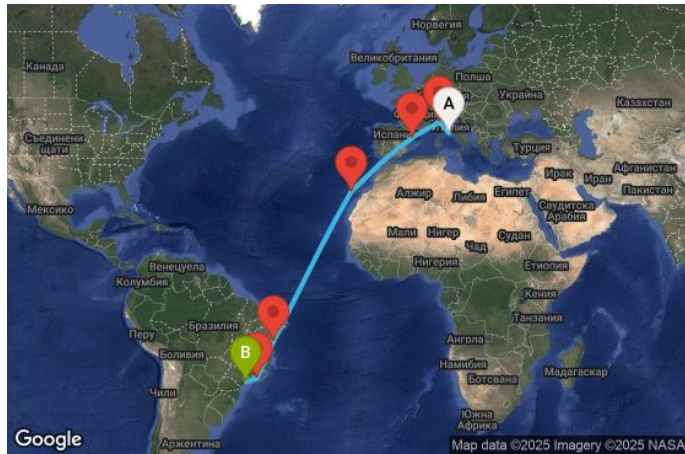 Норвегия
Канада
Великобритания
Полша
Украйна
Казахстан
Испан
Турция
Съединени
щати
Ирак
Иран
Афганистан
Пакистан
Алжир
Либия
Египет
Саудитска
Арабия
Мексико
Мали
Нигер
Чад
Судан
Нигерия
Етиопия
Венецуела
Колумбия
Кения
Танзания
Перу
Бразилия
Ангола
Боливия
Намибия
Ботсвана
Мадагаскар
Чили
Южна
Африка
Аржентина
A
B
Google
Map data ©2025 Imagery ©2025 NASA